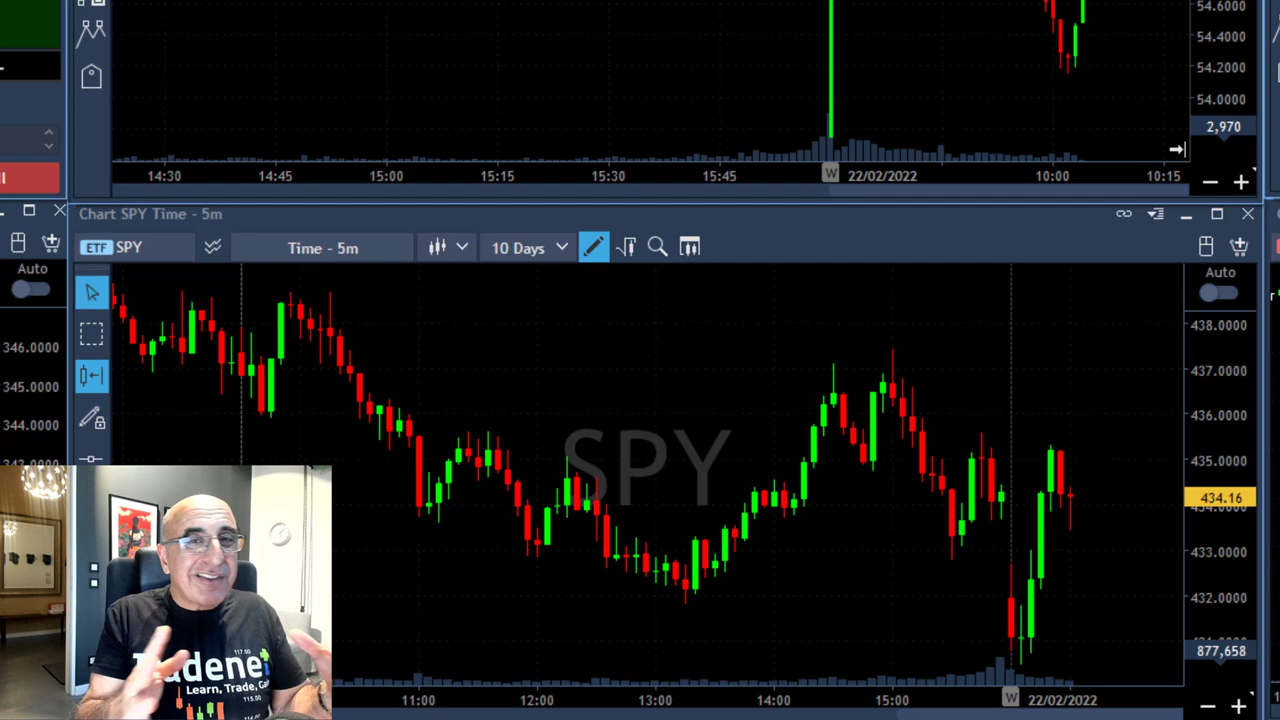 54.6000
54.4000
54.2000
54.0000
2,970
14:30 14:45 15:00 15:15 15:30 15:45 W 22/02/2022 10:00 10:15
Chart SPY Time - 5m
ETF SPY Time - 5m 10 Days
Auto
Auto
346.0000
345.0000
344.0000
SPY
438.0000
437.0000
436.0000
435.0000
434.16
433.0000
432.0000
877,658
11:00 12:00 13:00 14:00 15:00 W 22/02/2022
117.00
Learn, Trade,
115.00